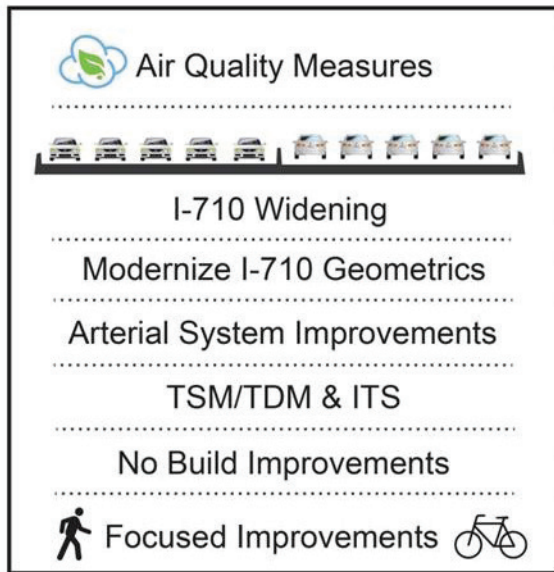 Air Quality Measures
I-710 Widening
Modernize I-710 Geometrics
Arterial System Improvements
TSM/TDM & ITS
No Build Improvements
Focused Improvements